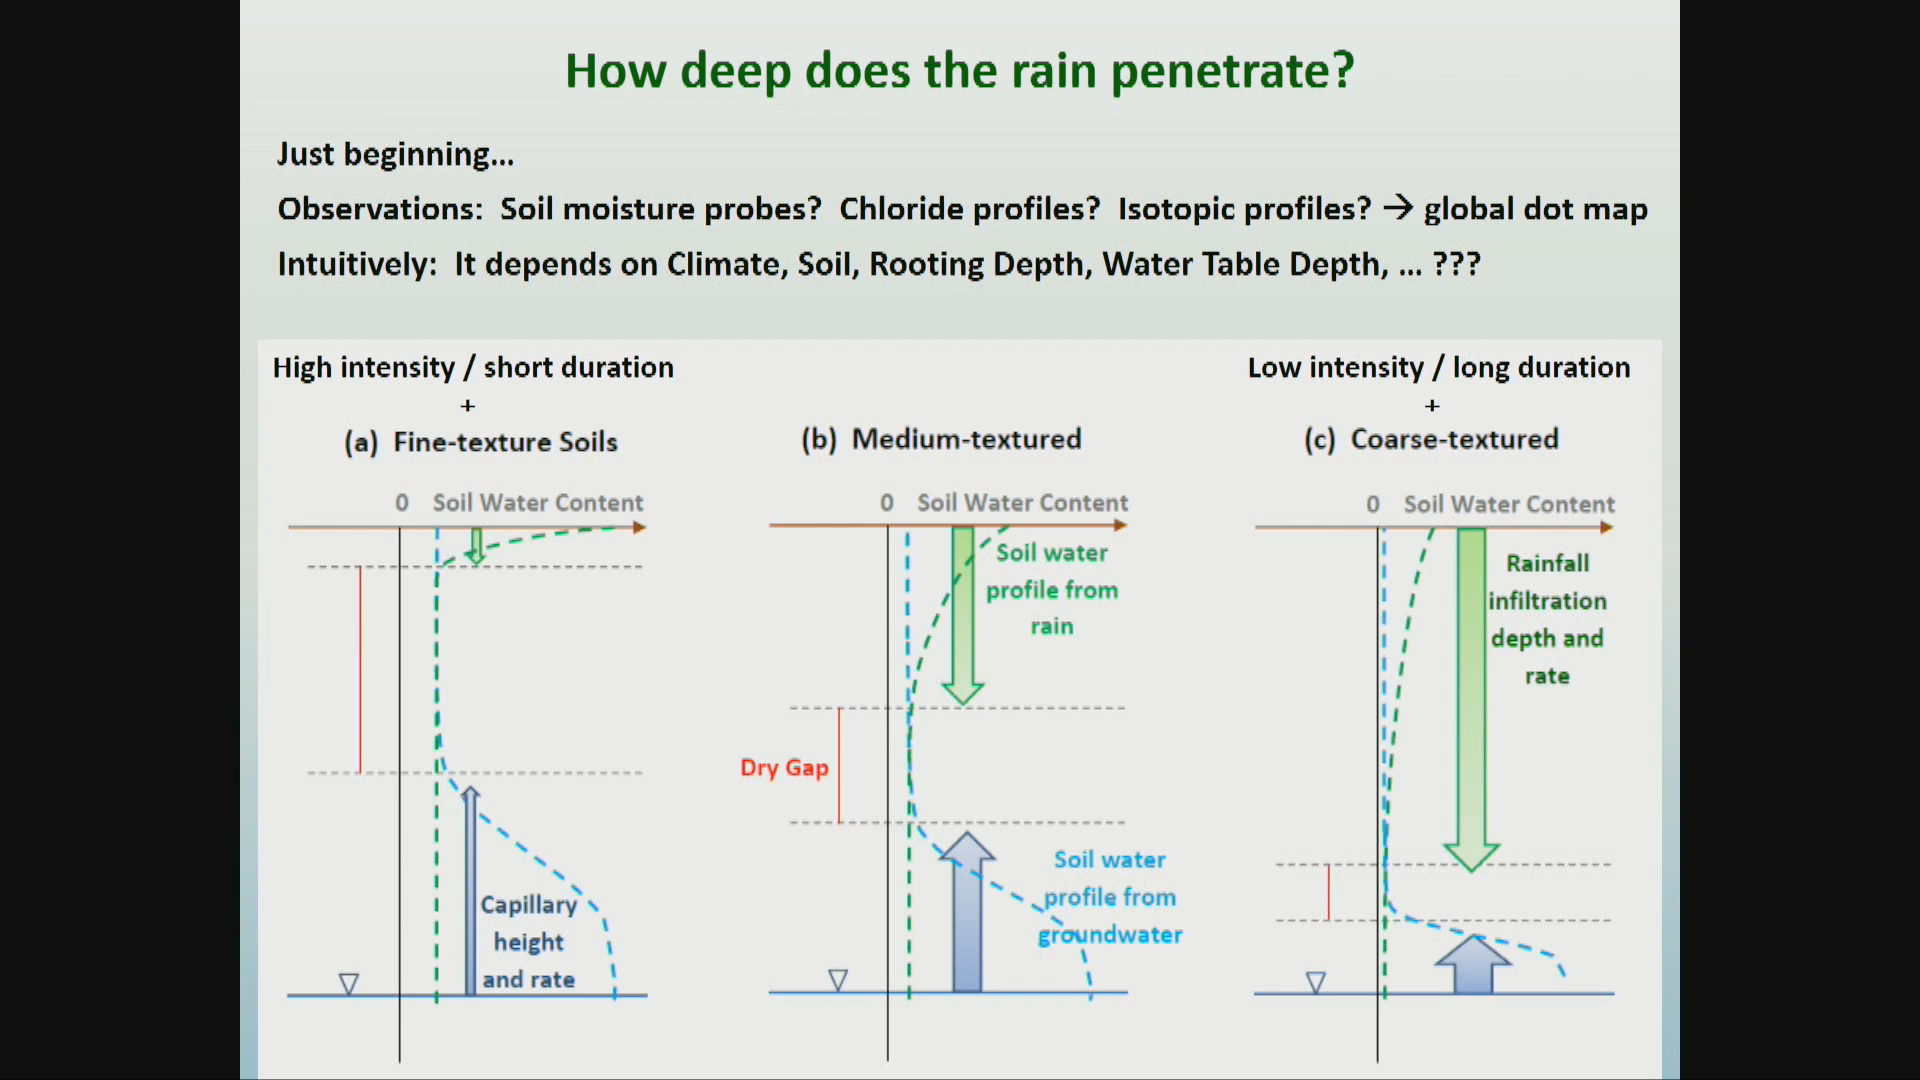 How deep does the rain penetrate?
Just beginning...
Observations: Soil moisture probes? Chloride profiles? Isotopic profiles? → global dot map
Intuitively: It depends on Climate, Soil, Rooting Depth, Water Table Depth, ... ???
High intensity / short duration
+
(a) Fine-texture Soils
0 Soil Water Content
Capillary
height
and rate
(b) Medium-textured
0 Soil Water Content
Soil water
profile from
rain
Dry Gap
Soil water
profile from
groundwater
Low intensity / long duration
+
(c) Coarse-textured
0 Soil Water Content
Rainfall
infiltration
depth and
rate